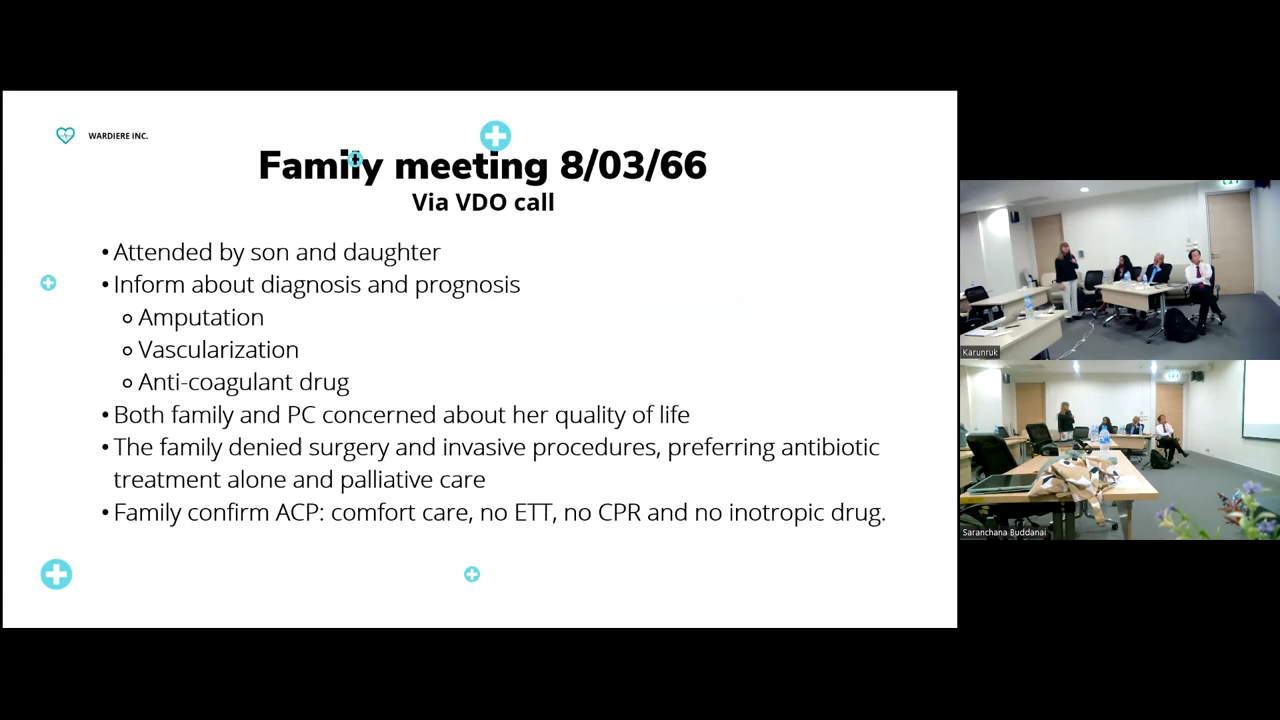 WARDIERE INC.
Family meeting 8/03/66
Via VDO call
• Attended by son and daughter
• Inform about diagnosis and prognosis
Amputation
Vascularization
Anti-coagulant drug
• Both family and PC concerned about her quality of life
• The family denied surgery and invasive procedures, preferring antibiotic
treatment alone and palliative care
• Family confirm ACP: comfort care, no ETT, no CPR and no inotropic drug.
Karunruk
Saranchana Buddanai